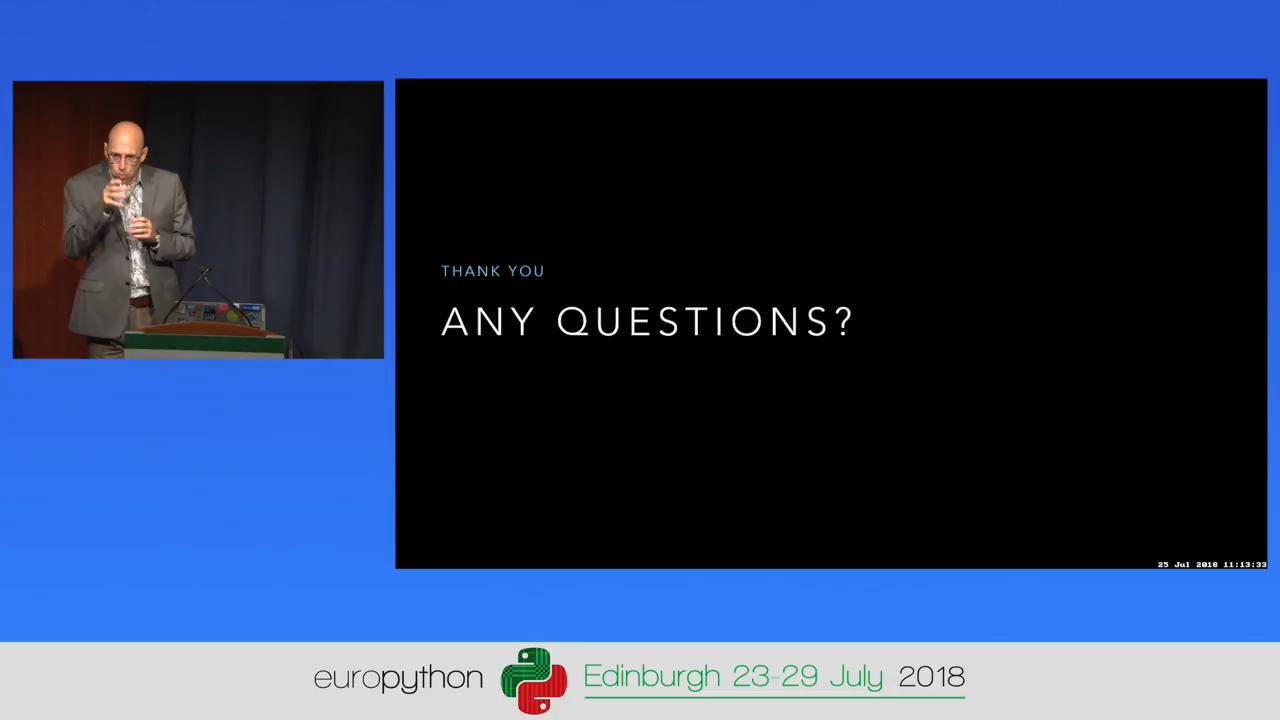 THANK YOU
ANY QUESTIONS?
25 Jul 2018 11:13:33
europython Edinburgh 23-29 July 2018